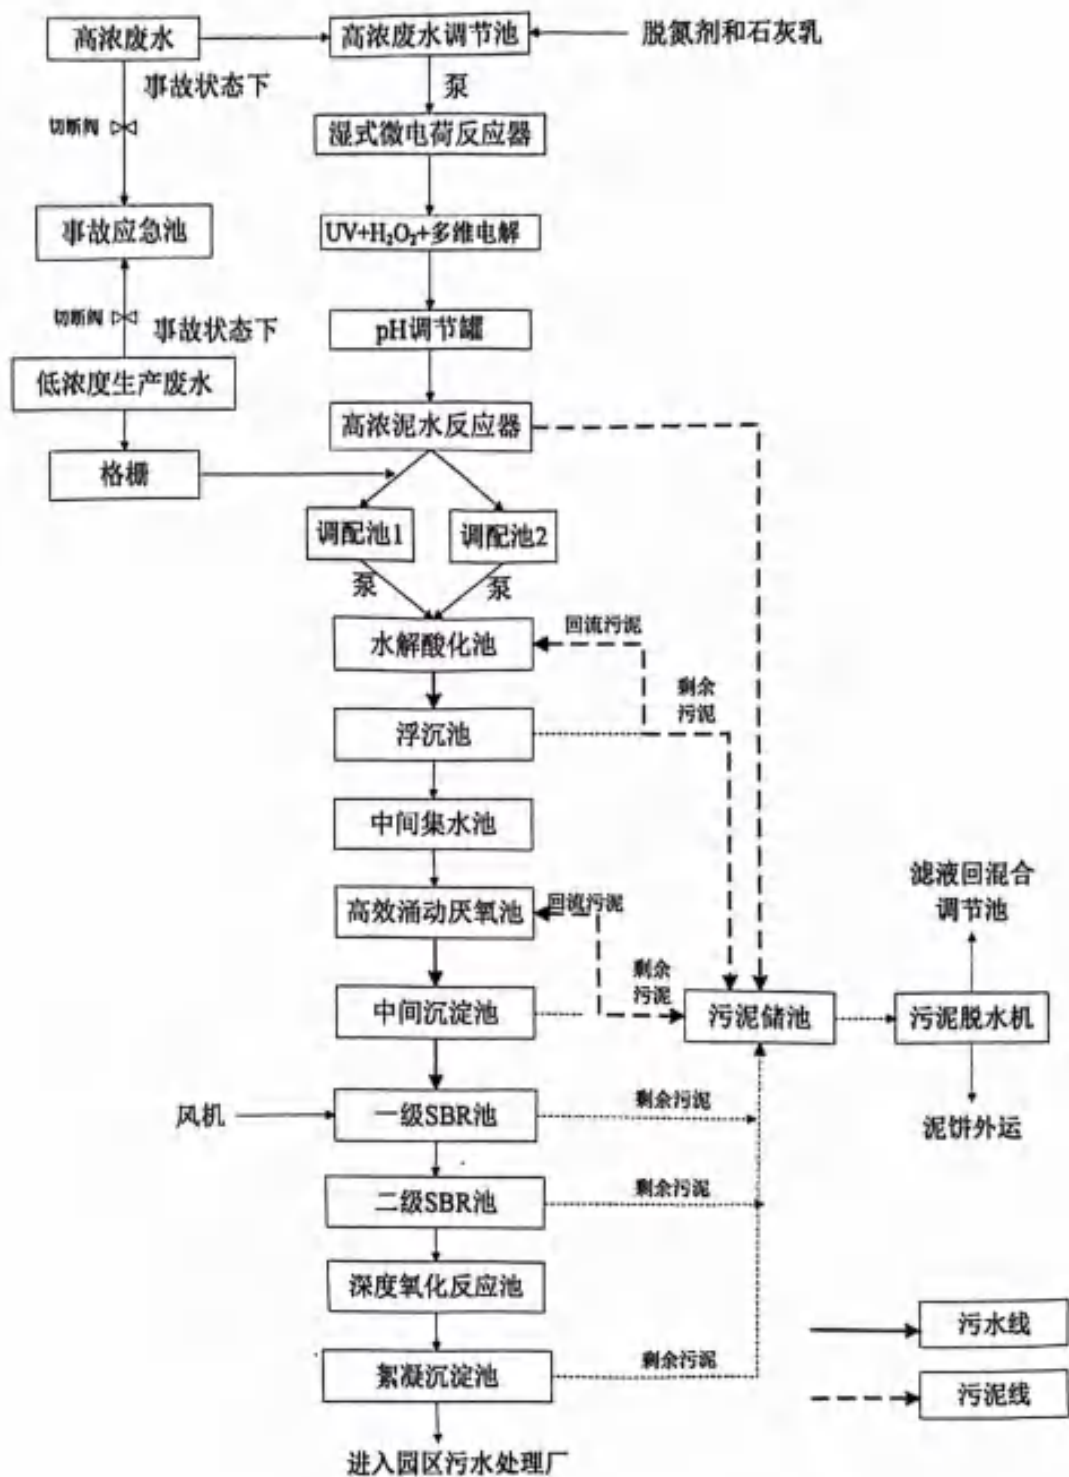 高浓废水
高浓废水调节池
脱氮剂和石灰乳
事故状态下
泵
切断阀
湿式微电荷反应器
事故应急池
UV+H₂O₂+多维电解
切断阀
事故状态下
pH调节罐
低浓度生产废水
高浓泥水反应器
格栅
调配池1
调配池2
泵
泵
水解酸化池
回流污泥
剩余
污泥
浮沉池
中间集水池
滤液回混合
调节池
高效涌动厌氧池
回流污泥
剩余
污泥
中间沉淀池
污泥储池
污泥脱水机
风机
一级SBR池
剩余污泥
泥饼外运
二级SBR池
剩余污泥
深度氧化反应池
污水线
絮凝沉淀池
剩余污泥
污泥线
进入园区污水处理厂